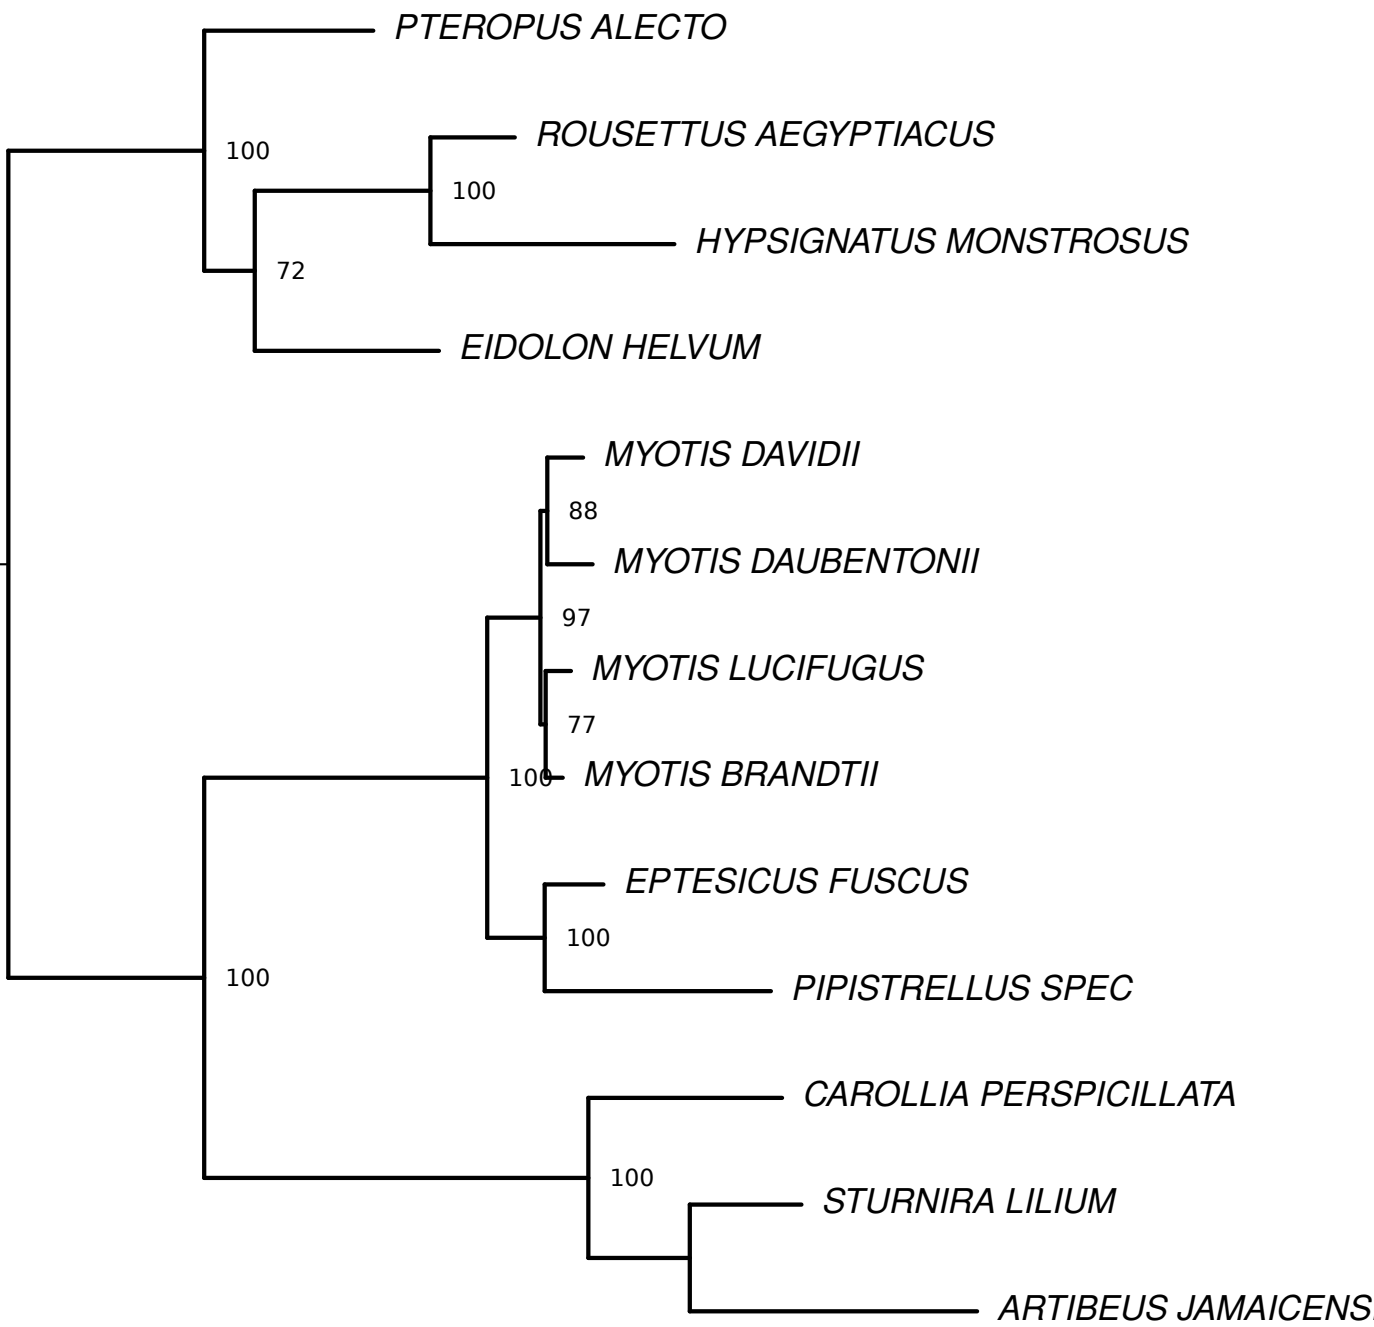 PTEROPUS ALECTO
100
ROUSETTUS AEGYPTIACUS
100
HYPSIGNATUS MONSTROSUS
72
EIDOLON HELVUM
MYOTIS DAVIDII
88
MYOTIS DAUBENTONII
97
MYOTIS LUCIFUGUS
77
100
MYOTIS BRANDTII
EPTESICUS FUSCUS
100
100
PIPISTRELLUS SPEC
CAROLLIA PERSPICILLATA
100
STURNIRA LILIUM
ARTIBEUS